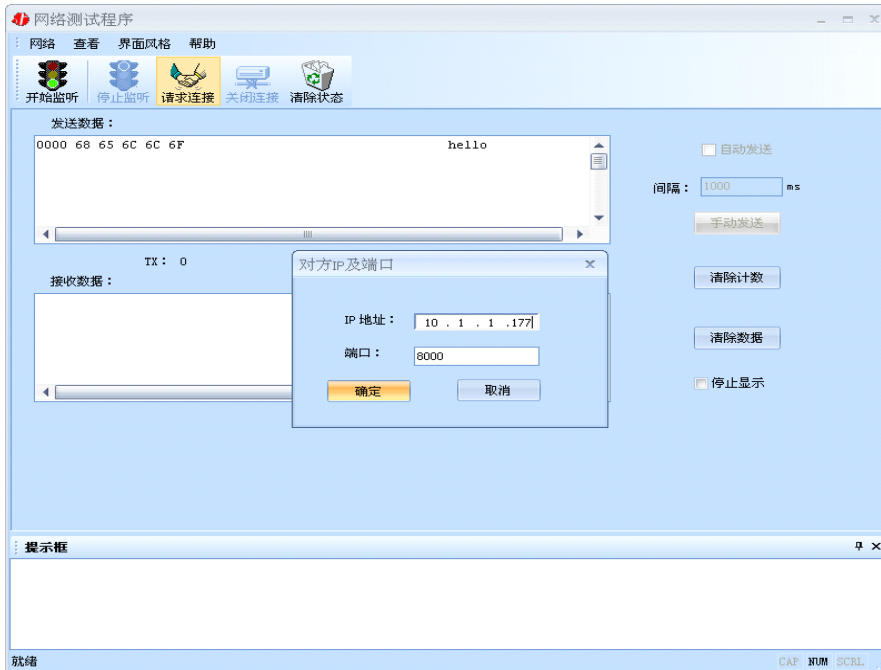 网络测试程序
网络 查看 界面风格 帮助
开始监听 停止监听 请求连接 关闭连接 清除状态
发送数据：
0000 68 65 6C 6C 6F hello
自动发送
间隔： 1000 ms
手动发送
TX： 0
接收数据：
对方IP及端口
IP 地址： 10 . 1 . 1 .177
端口： 8000
确定 取消
清除计数
清除数据
停止显示
提示框
就绪 CAP NUM SCRL